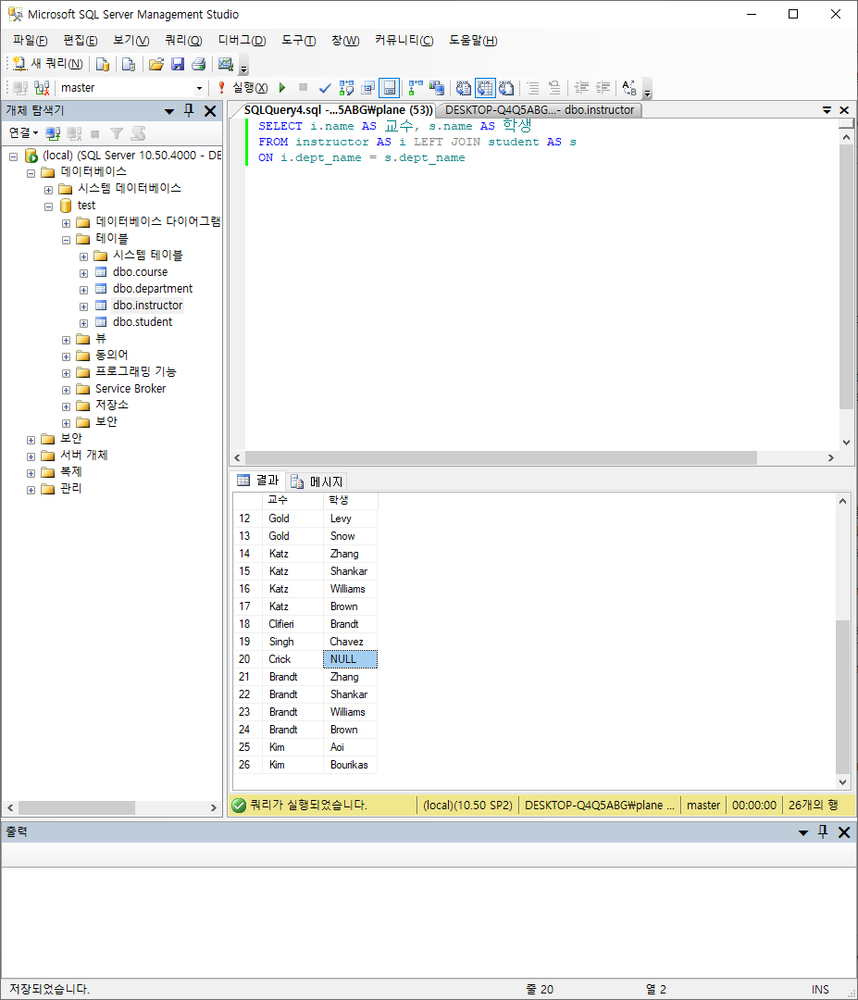 Microsoft SQL Server Management Studio
파일(F) 편집(E) 보기(V) 쿼리(Q) 디버그(D) 도구(T) 창(W) 커뮤니티(C) 도움말(H)
새 쿼리(N)
master 실행(X)
개체 탐색기
연결
(local) (SQL Server 10.50.4000 - DE
데이터베이스
시스템 데이터베이스
test
데이터베이스 다이어그램
테이블
시스템 테이블
dbo.course
dbo.department
dbo.instructor
dbo.student
뷰
동의어
프로그래밍 기능
Service Broker
저장소
보안
보안
서버 개체
복제
관리
SQLQuery4.sql -...5ABG₩plane (53)) DESKTOP-Q4Q5ABG...- dbo.instructor
SELECT i.name AS 교수, s.name AS 학생
FROM instructor AS i LEFT JOIN student AS s
ON i.dept_name = s.dept_name
결과 메시지
교수 학생
12 Gold Levy
13 Gold Snow
14 Katz Zhang
15 Katz Shankar
16 Katz Williams
17 Katz Brown
18 Clifieri Brandt
19 Singh Chavez
20 Crick NULL
21 Brandt Zhang
22 Brandt Shankar
23 Brandt Williams
24 Brandt Brown
25 Kim Aoi
26 Kim Bourikas
쿼리가 실행되었습니다. (local)(10.50 SP2) DESKTOP-Q4Q5ABG₩plane ... master 00:00:00 26개의 행
출력
저장되었습니다. 줄 20 열 2 INS